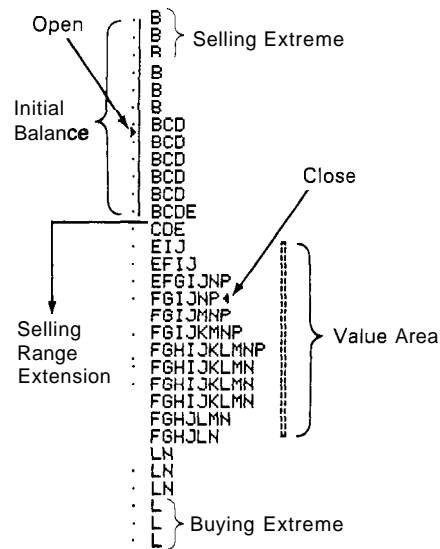 Open
B
B
B
Selling Extreme
B
B
B
Initial
Balance
BCD
BCD
BCD
BCD
BCD
BCDE
Close
CDE
EIJ
EFIJ
EFGIJNP
FGIJNP
FGIJMNP
FGIJKMNP
FGHIJKLMNP
FGHIJKLMN
FGHIJKLMN
FGHIJKLMN
FGHJLMN
FGHJLN
Selling
Range
Extension
Value Area
LN
LN
LN
L
L
L
Buying Extreme